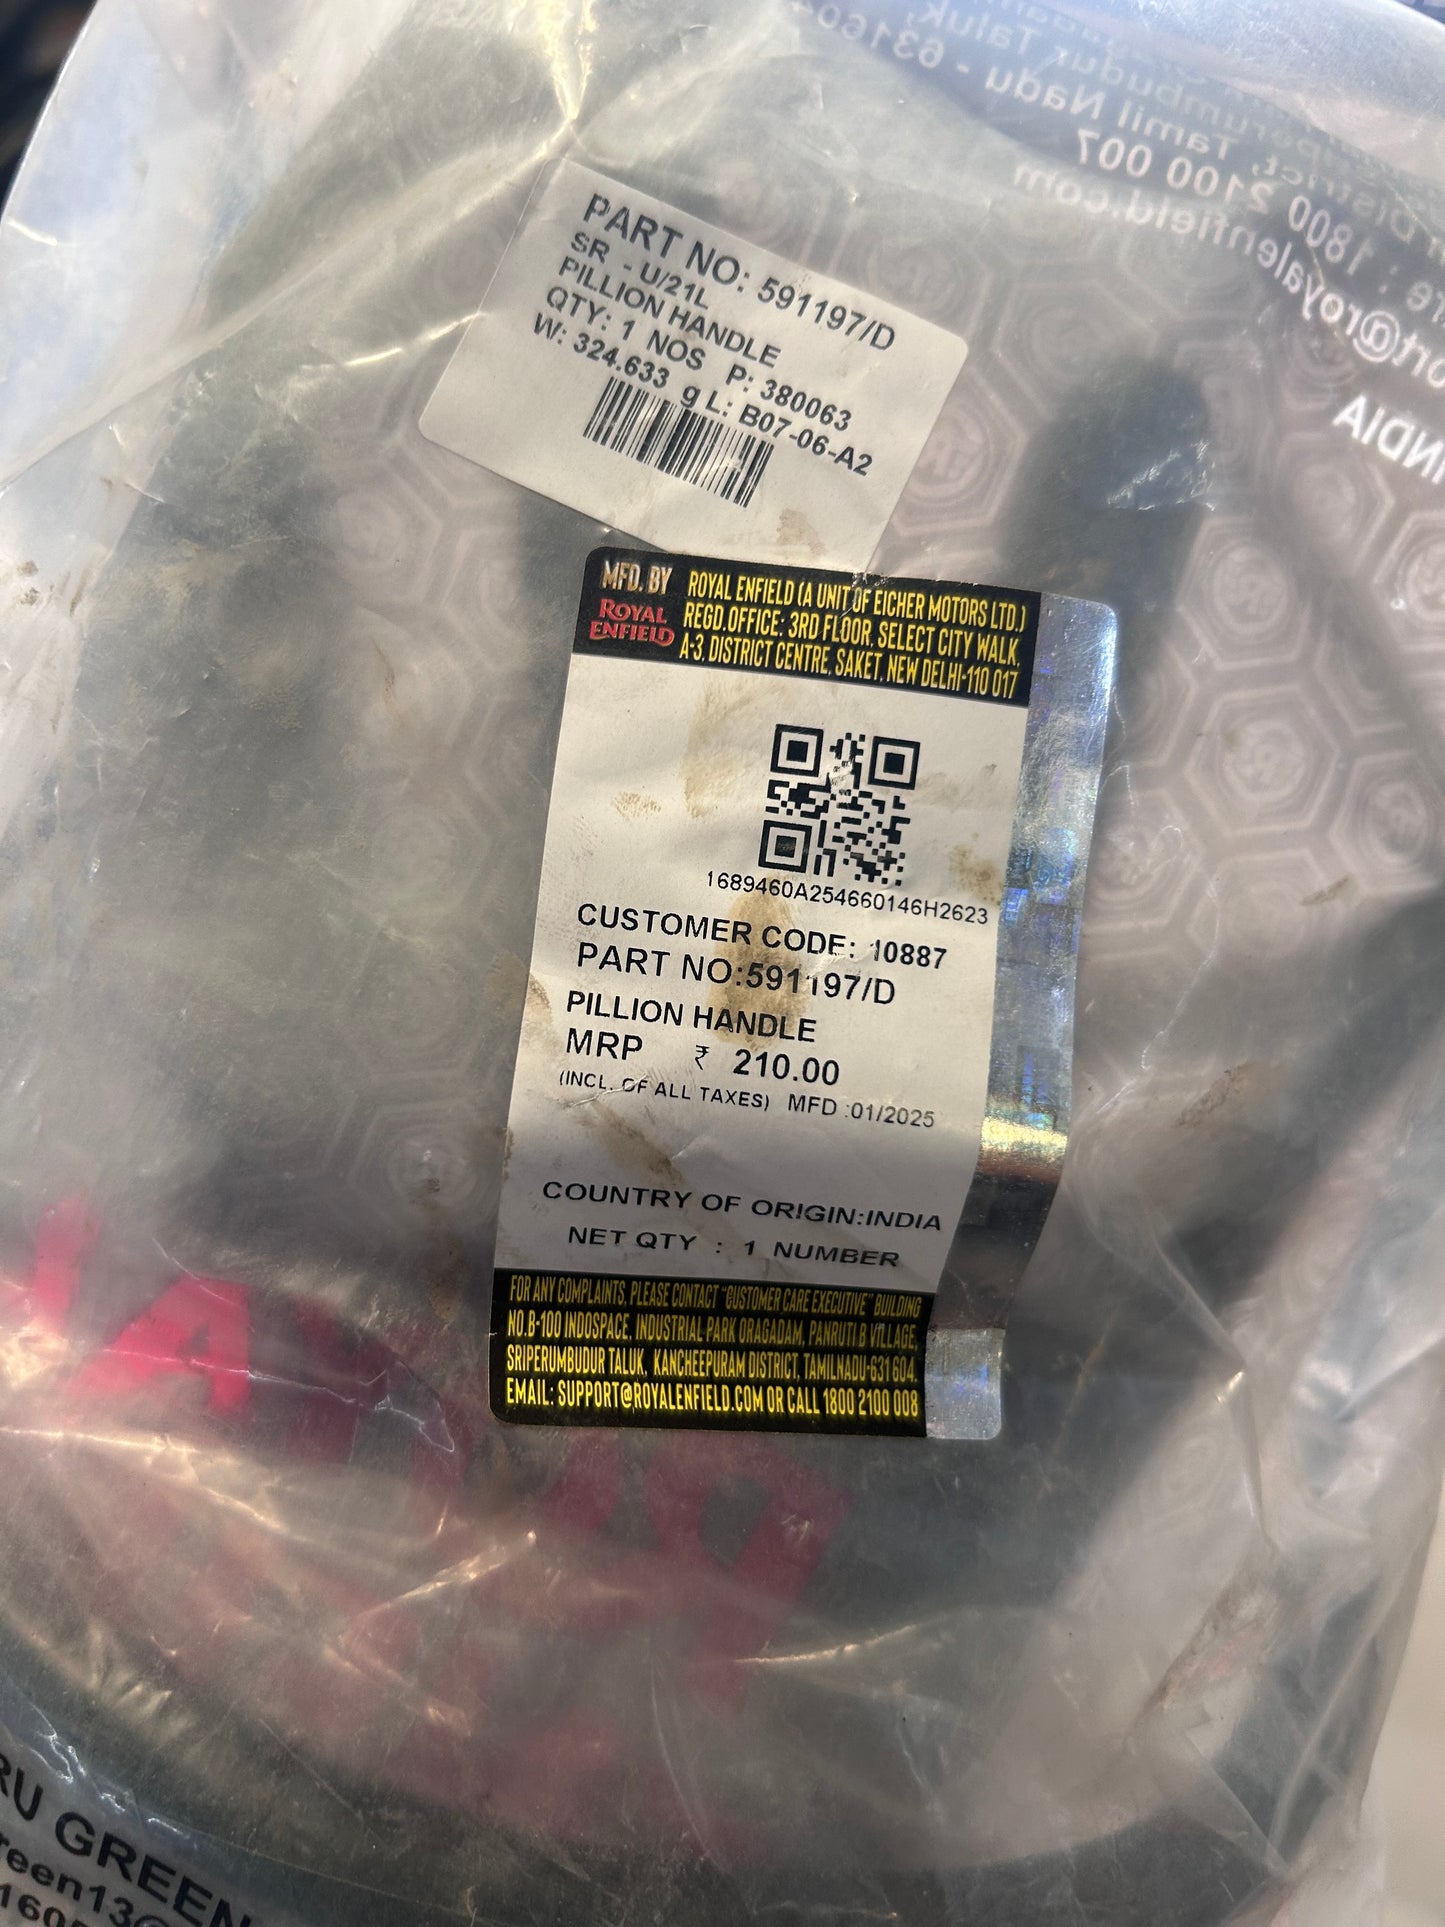 Taluk,
Tamil Nadu - 63160
1800 2100 007
INDIA
PART NO: 591197/D
SR - U/21L
PILLION HANDLE
QTY: 1 NOS P: 380063
W: 324.633 g L: B07-06-A2
MFD. BY
ROYAL
ENFIELD
ROYAL ENFIELD (A UNIT OF EICHER MOTORS LTD.)
REGD.OFFICE: 3RD FLOOR, SELECT CITY WALK,
A-3, DISTRICT CENTRE, SAKET, NEW DELHI-110 017
1689460A254660146H2623
CUSTOMER CODE: 10887
PART NO:591197/D
PILLION HANDLE
MRP ₹ 210.00
(INCL. OF ALL TAXES) MFD :01/2025
COUNTRY OF ORIGIN:INDIA
NET QTY : 1 NUMBER
FOR ANY COMPLAINTS, PLEASE CONTACT "CUSTOMER CARE EXECUTIVE" BUILDING
NO.B-100 INDOSPACE, INDUSTRIAL PARK ORAGADAM, PANRUTI B VILLAGE,
SRIPERUMBUDUR TALUK, KANCHEEPURAM DISTRICT, TAMILNADU-631 604.
EMAIL: SUPPORT@ROYALENFIELD.COM OR CALL 1800 2100 008
RU GREEN
reen13@